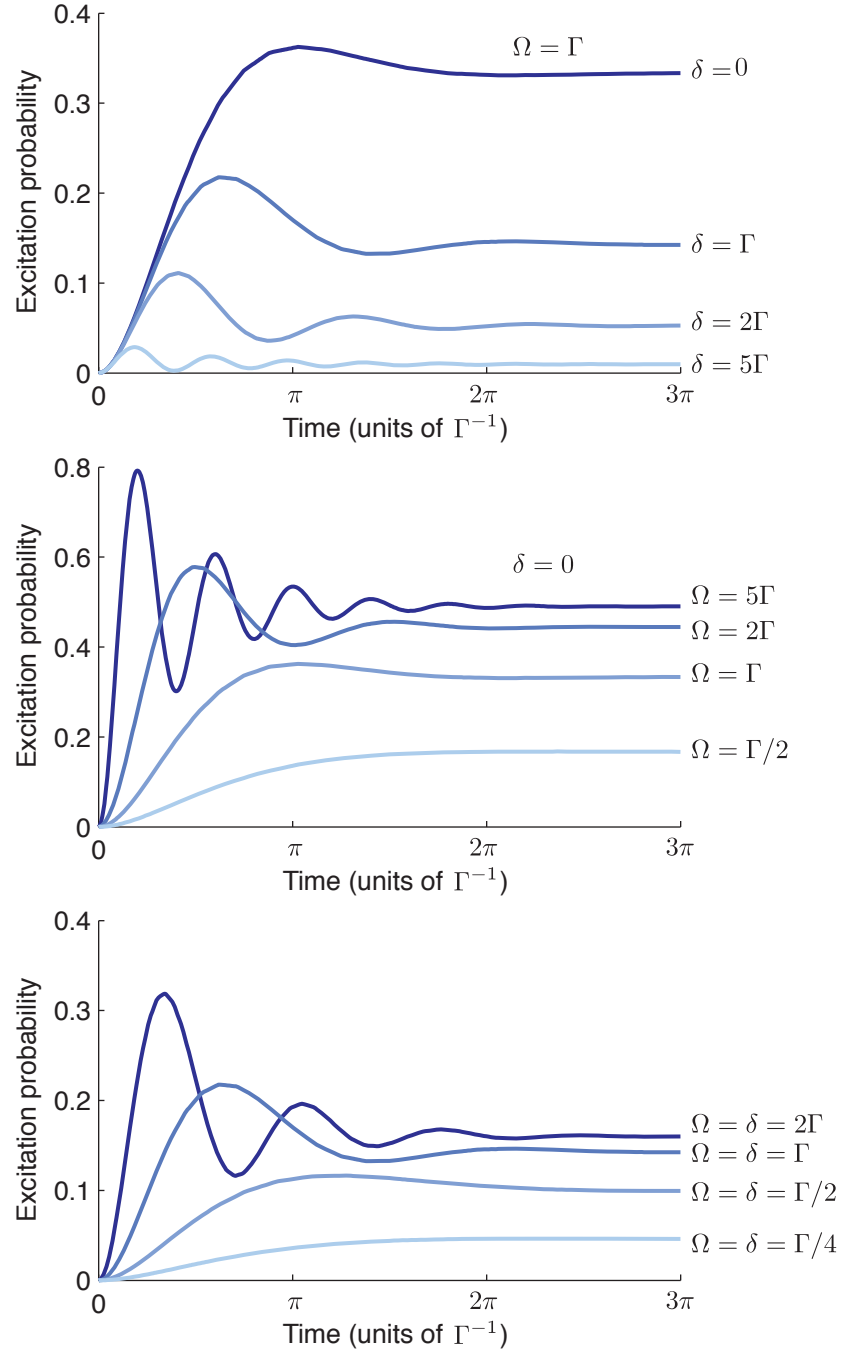 0.4
Ω = Γ
δ = 0
0.3
Excitation probability
0.2
δ = Γ
0.1
δ = 2Γ
δ = 5Γ
0
0 π 2π 3π
Time (units of Γ⁻¹)
0.8
Excitation probability
0.6
δ = 0
Ω = 5Γ
Ω = 2Γ
0.4
Ω = Γ
0.2
Ω = Γ/2
0
0 π 2π 3π
Time (units of Γ⁻¹)
0.4
0.3
Excitation probability
0.2
Ω = δ = 2Γ
Ω = δ = Γ
0.1
Ω = δ = Γ/2
Ω = δ = Γ/4
0
0 π 2π 3π
Time (units of Γ⁻¹)